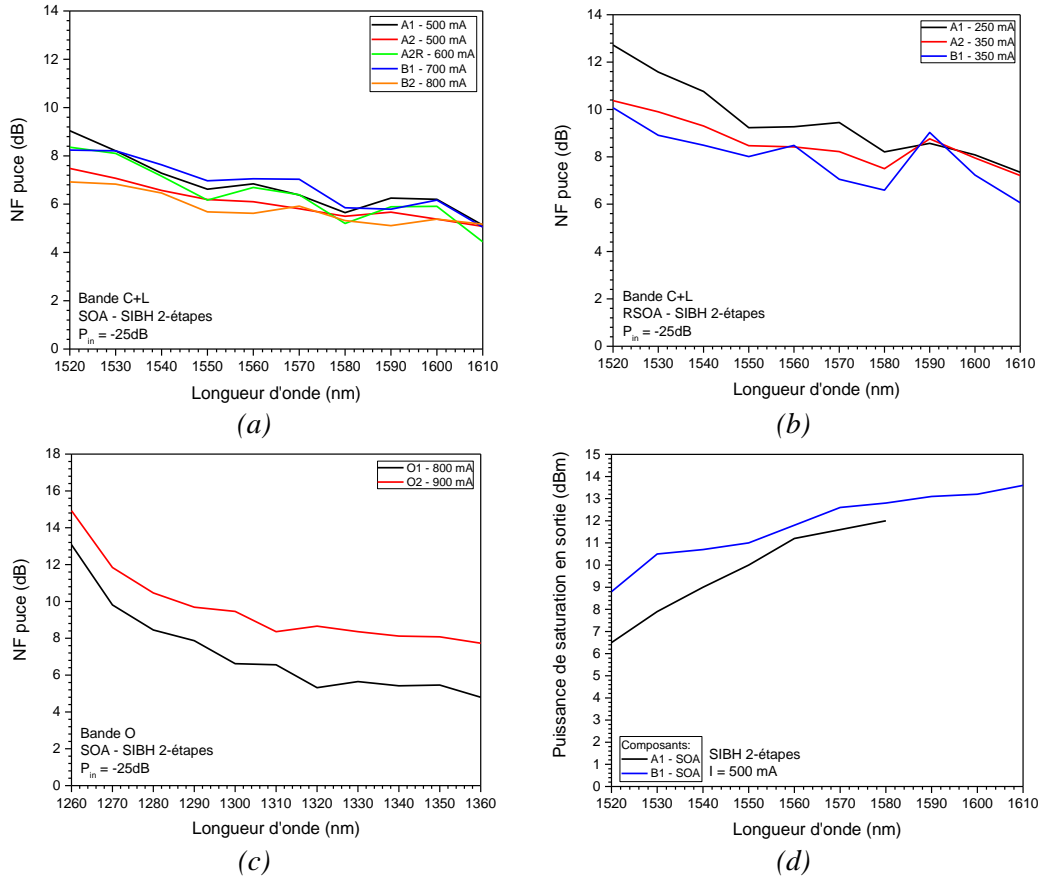 14
12
10
8
6
4
2
0
NF puce (dB)
A1 - 500 mA
A2 - 500 mA
A2R - 600 mA
B1 - 700 mA
B2 - 800 mA
Bande C+L
SOA - SIBH 2-étapes
P_in = -25dB
1520 1530 1540 1550 1560 1570 1580 1590 1600 1610
Longueur d'onde (nm)
(a)
14
12
10
8
6
4
2
0
NF puce (dB)
A1 - 250 mA
A2 - 350 mA
B1 - 350 mA
Bande C+L
RSOA - SIBH 2-étapes
P_in = -25dB
1520 1530 1540 1550 1560 1570 1580 1590 1600 1610
Longueur d'onde (nm)
(b)
18
16
14
12
10
8
6
4
2
0
NF puce (dB)
O1 - 800 mA
O2 - 900 mA
Bande O
SOA - SIBH 2-étapes
P_in = -25dB
1260 1270 1280 1290 1300 1310 1320 1330 1340 1350 1360
Longueur d'onde (nm)
(c)
15
14
13
12
11
10
9
8
7
6
5
4
3
2
1
0
Puissance de saturation en sortie (dBm)
Composants:
A1 - SOA
B1 - SOA
SIBH 2-étapes
I = 500 mA
1520 1530 1540 1550 1560 1570 1580 1590 1600 1610
Longueur d'onde (nm)
(d)